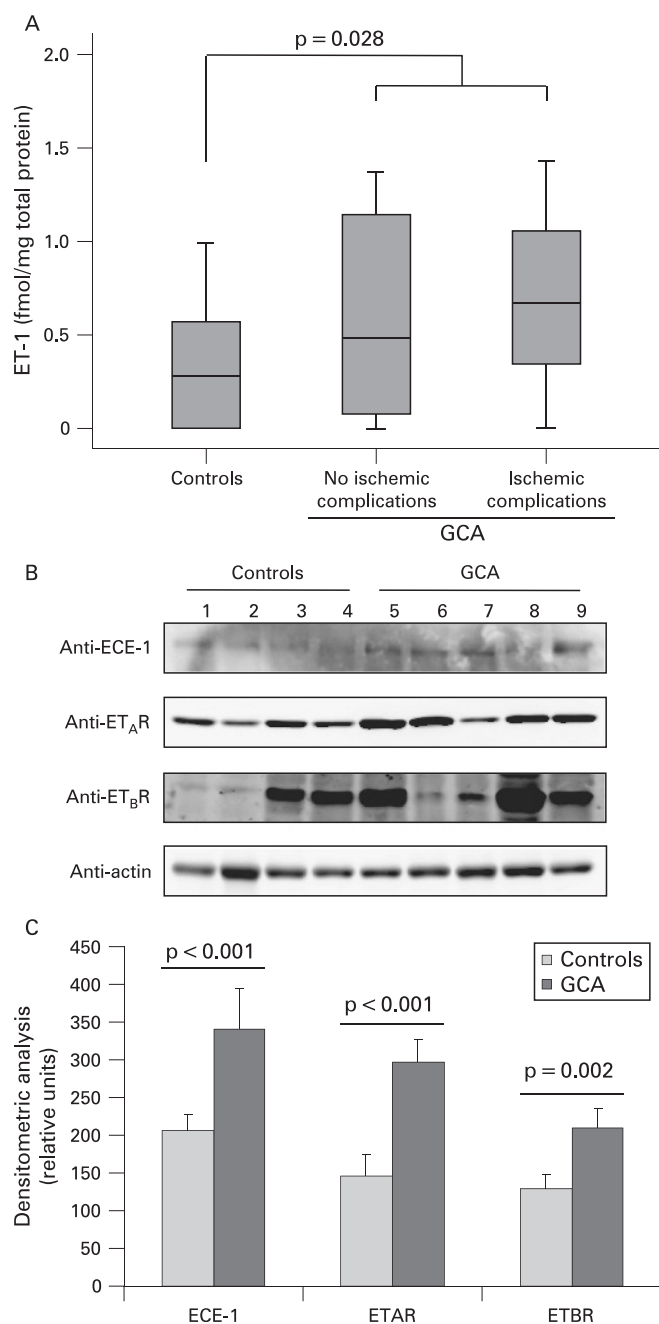 A
p = 0.028
2.0
1.5
1.0
0.5
0
ET-1 (fmol/mg total protein)
Controls
No ischemic
complications
Ischemic
complications
GCA
B
Controls
GCA
1 2 3 4 5 6 7 8 9
Anti-ECE-1
Anti-ET_AR
Anti-ET_BR
Anti-actin
C
450
400
350
300
250
200
150
100
50
0
Densitometric analysis
(relative units)
p < 0.001
p < 0.001
p = 0.002
Controls
GCA
ECE-1
ETAR
ETBR